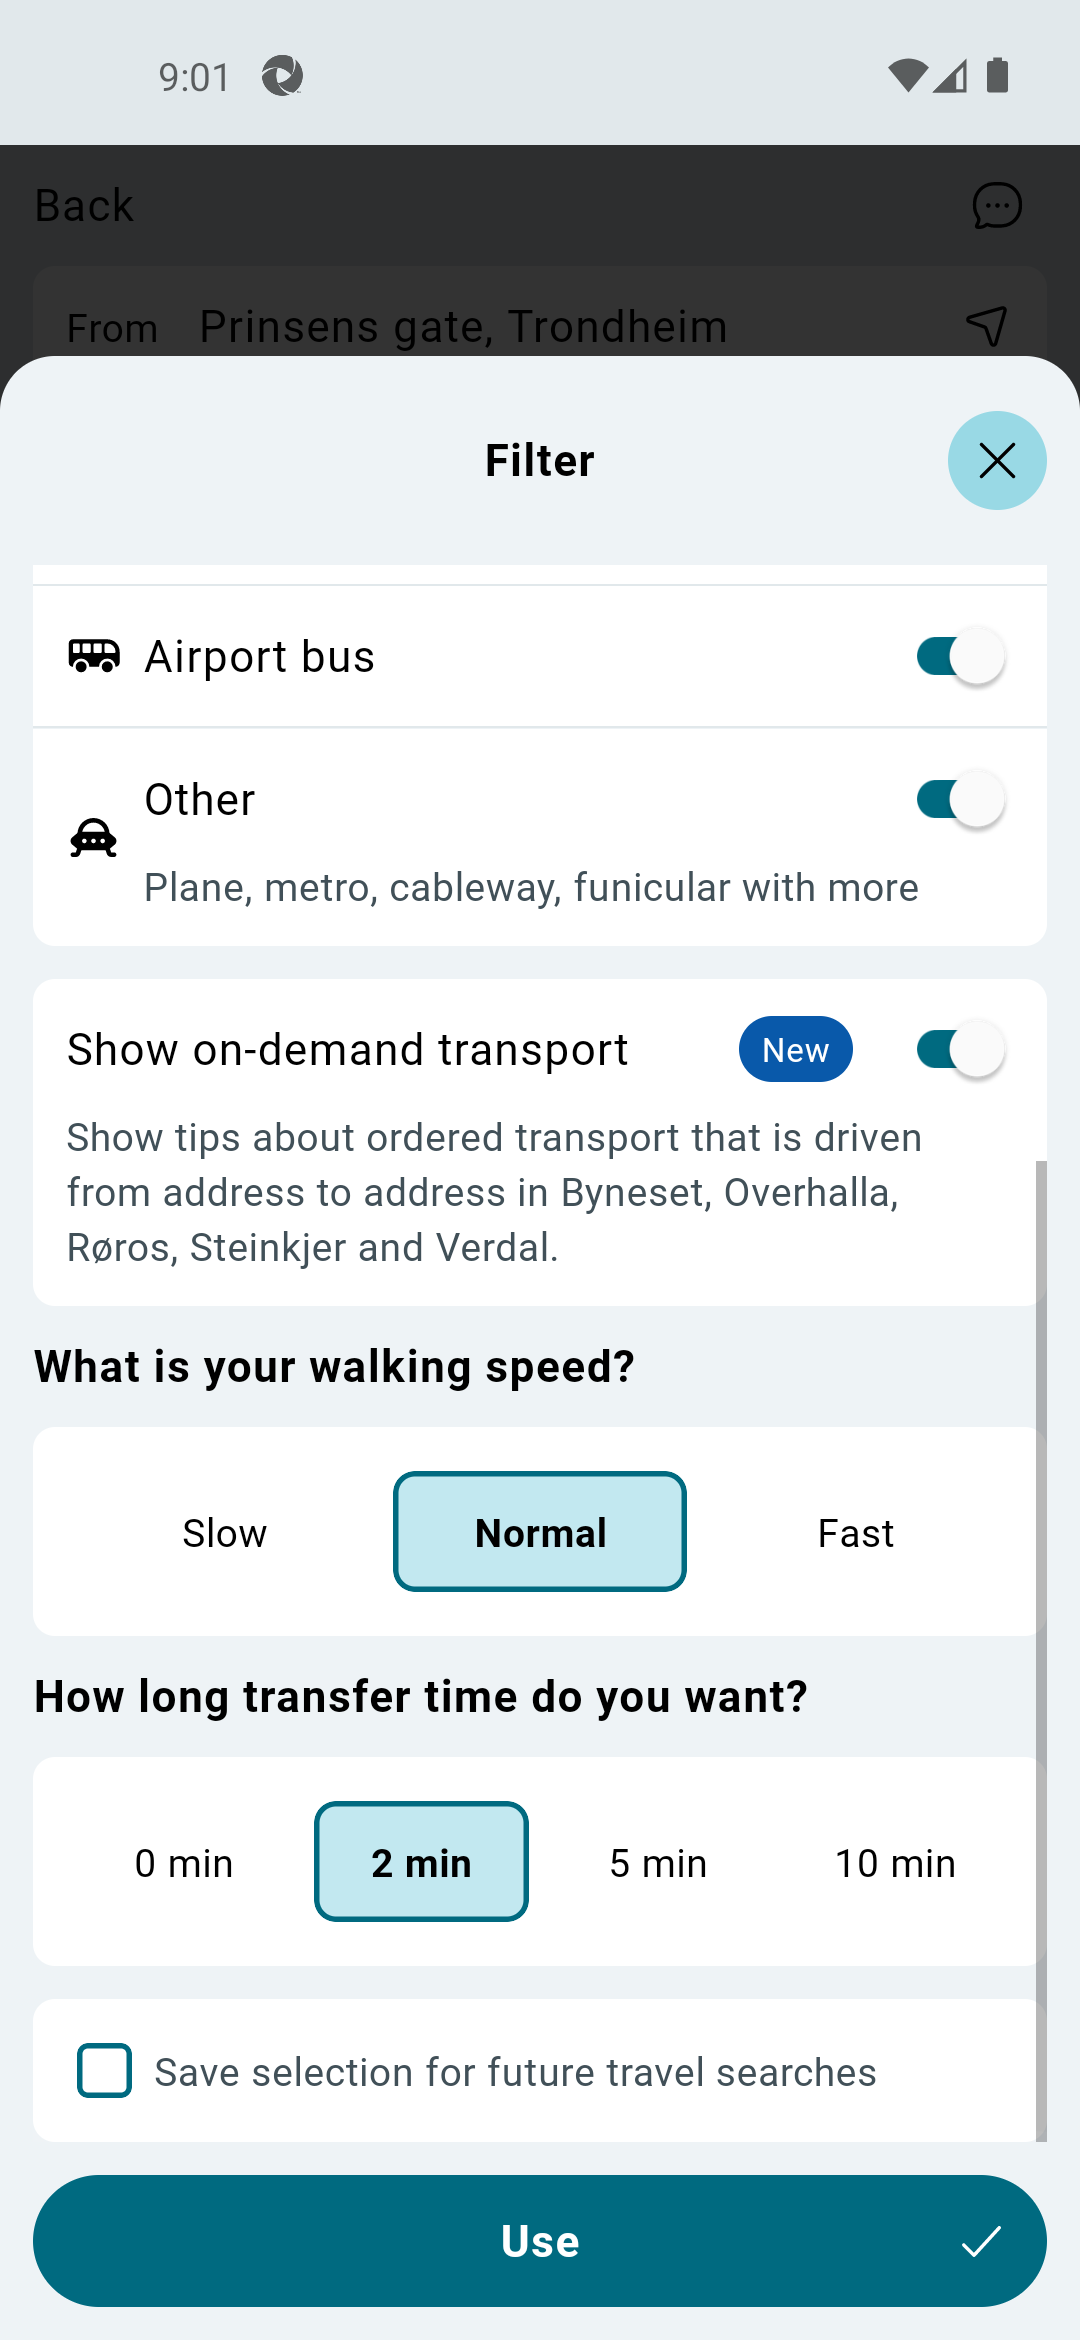 9:01
Back
From Prinsens gate, Trondheim
Filter
Airport bus
Other
Plane, metro, cableway, funicular with more
Show on-demand transport New
Show tips about ordered transport that is driven
from address to address in Byneset, Overhalla,
Røros, Steinkjer and Verdal.
What is your walking speed?
Slow Normal Fast
How long transfer time do you want?
0 min 2 min 5 min 10 min
Save selection for future travel searches
Use